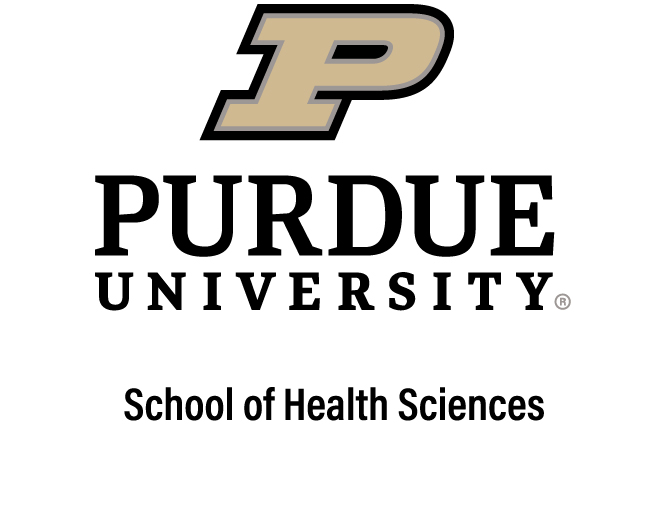 P
PURDUE
UNIVERSITY®
School of Health Sciences